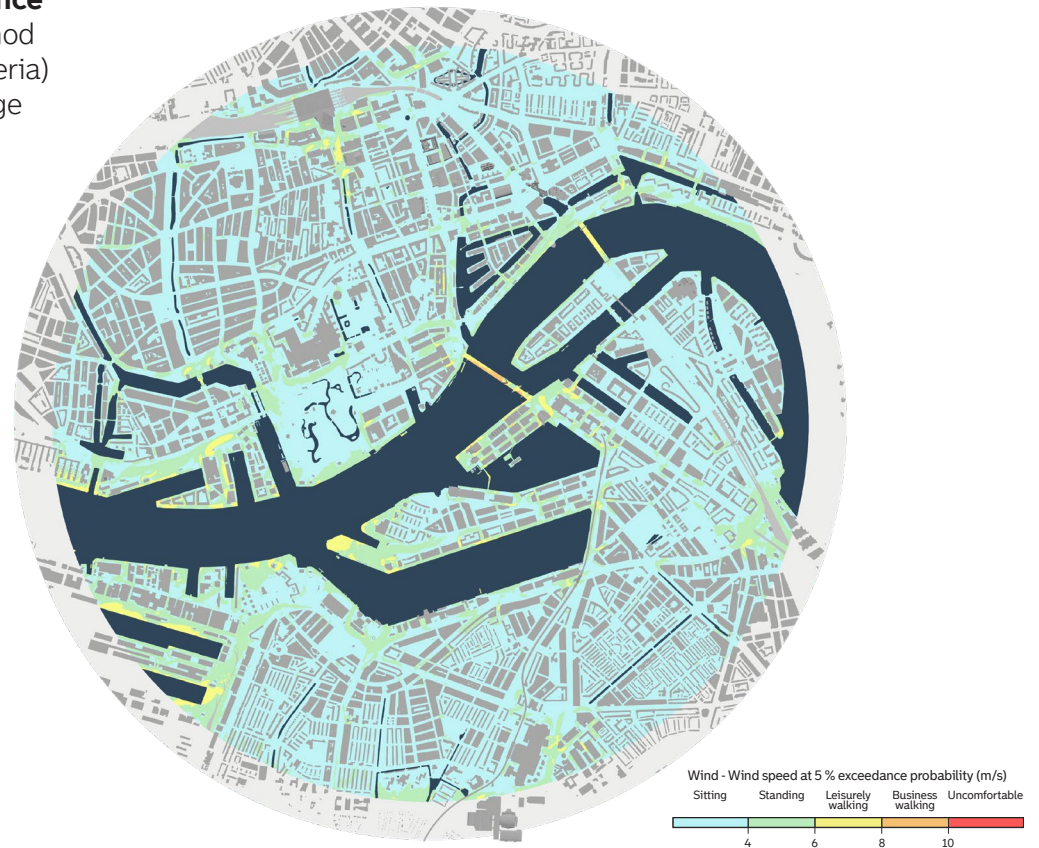 nce
hod
eria)
ge
Wind - Wind speed at 5 % exceedance probability (m/s)
Sitting Standing Leisurely walking Business walking Uncomfortable
4 6 8 10